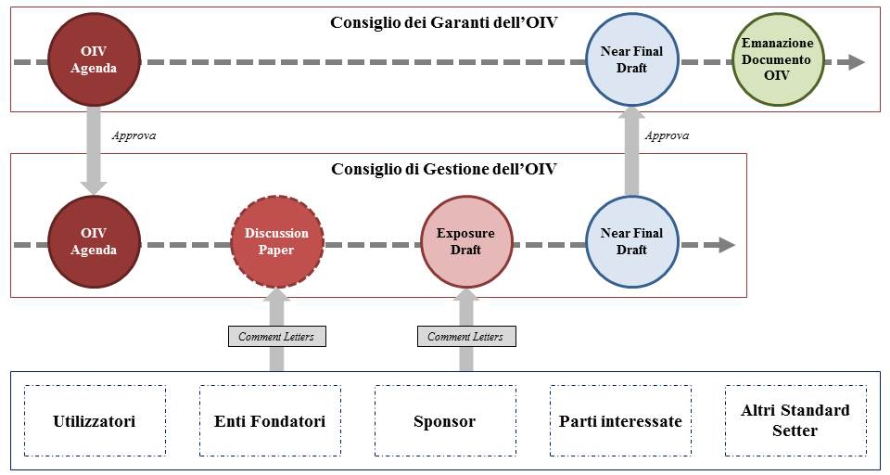 Consiglio dei Garanti dell'OIV
OIV
Agenda
Near Final
Draft
Emanazione
Documento
OIV
Approva
Approva
Consiglio di Gestione dell'OIV
OIV
Agenda
Discussion
Paper
Exposure
Draft
Near Final
Draft
Comment Letters
Comment Letters
Utilizzatori
Enti Fondatori
Sponsor
Parti interessate
Altri Standard
Setter